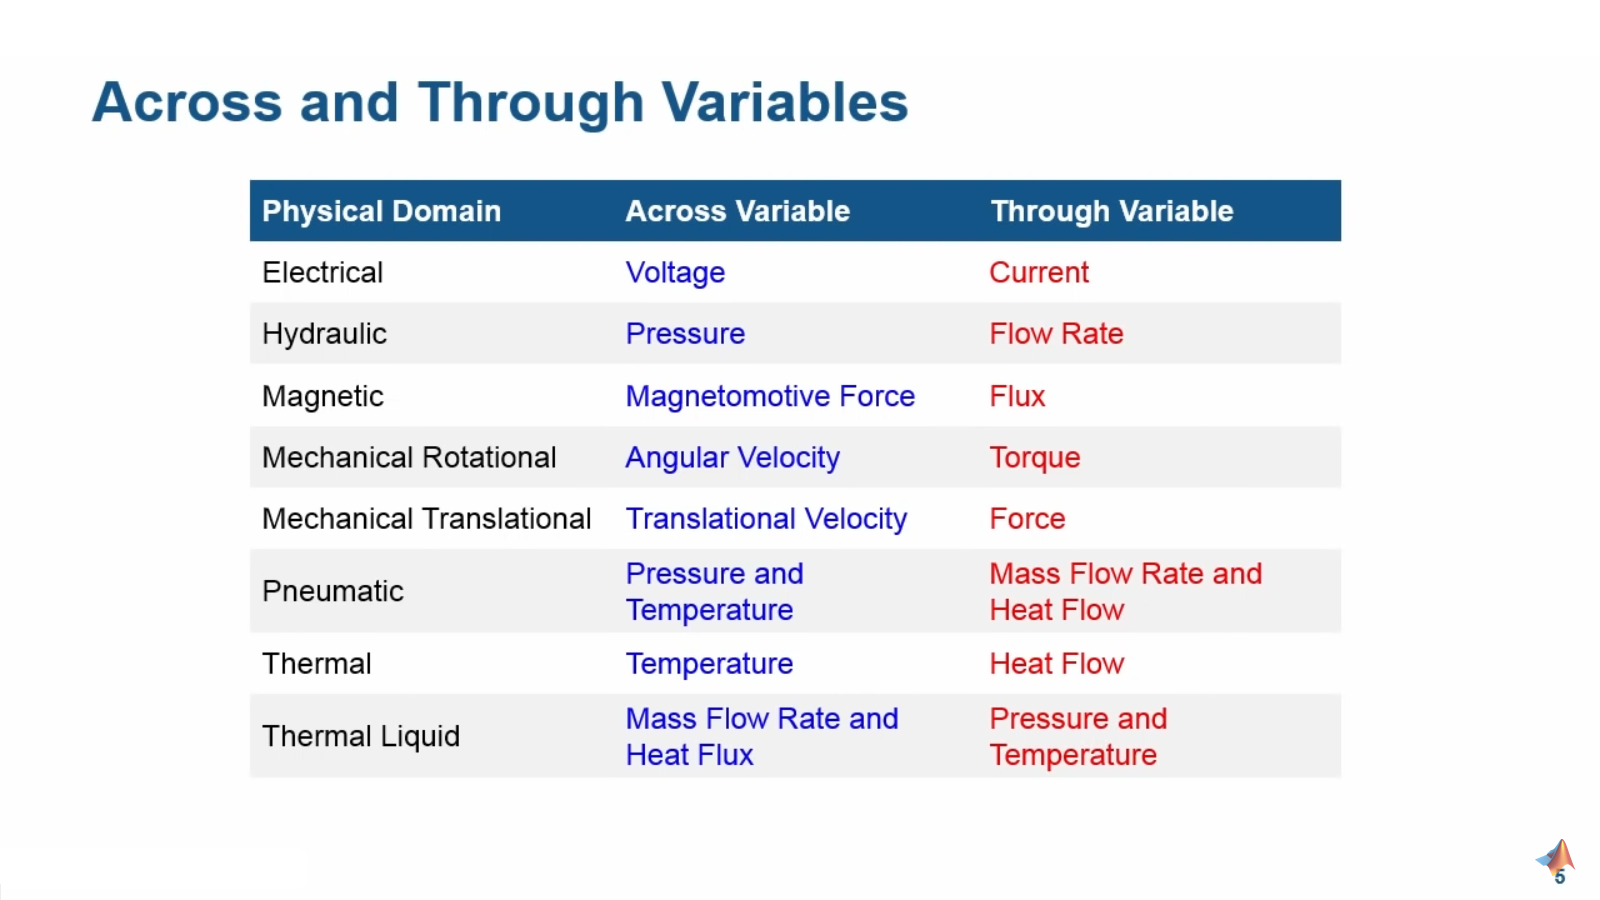 Across and Through Variables
Physical Domain Across Variable Through Variable
Electrical Voltage Current
Hydraulic Pressure Flow Rate
Magnetic Magnetomotive Force Flux
Mechanical Rotational Angular Velocity Torque
Mechanical Translational Translational Velocity Force
Pneumatic Pressure and Temperature Mass Flow Rate and Heat Flow
Thermal Temperature Heat Flow
Thermal Liquid Mass Flow Rate and Heat Flux Pressure and Temperature
5